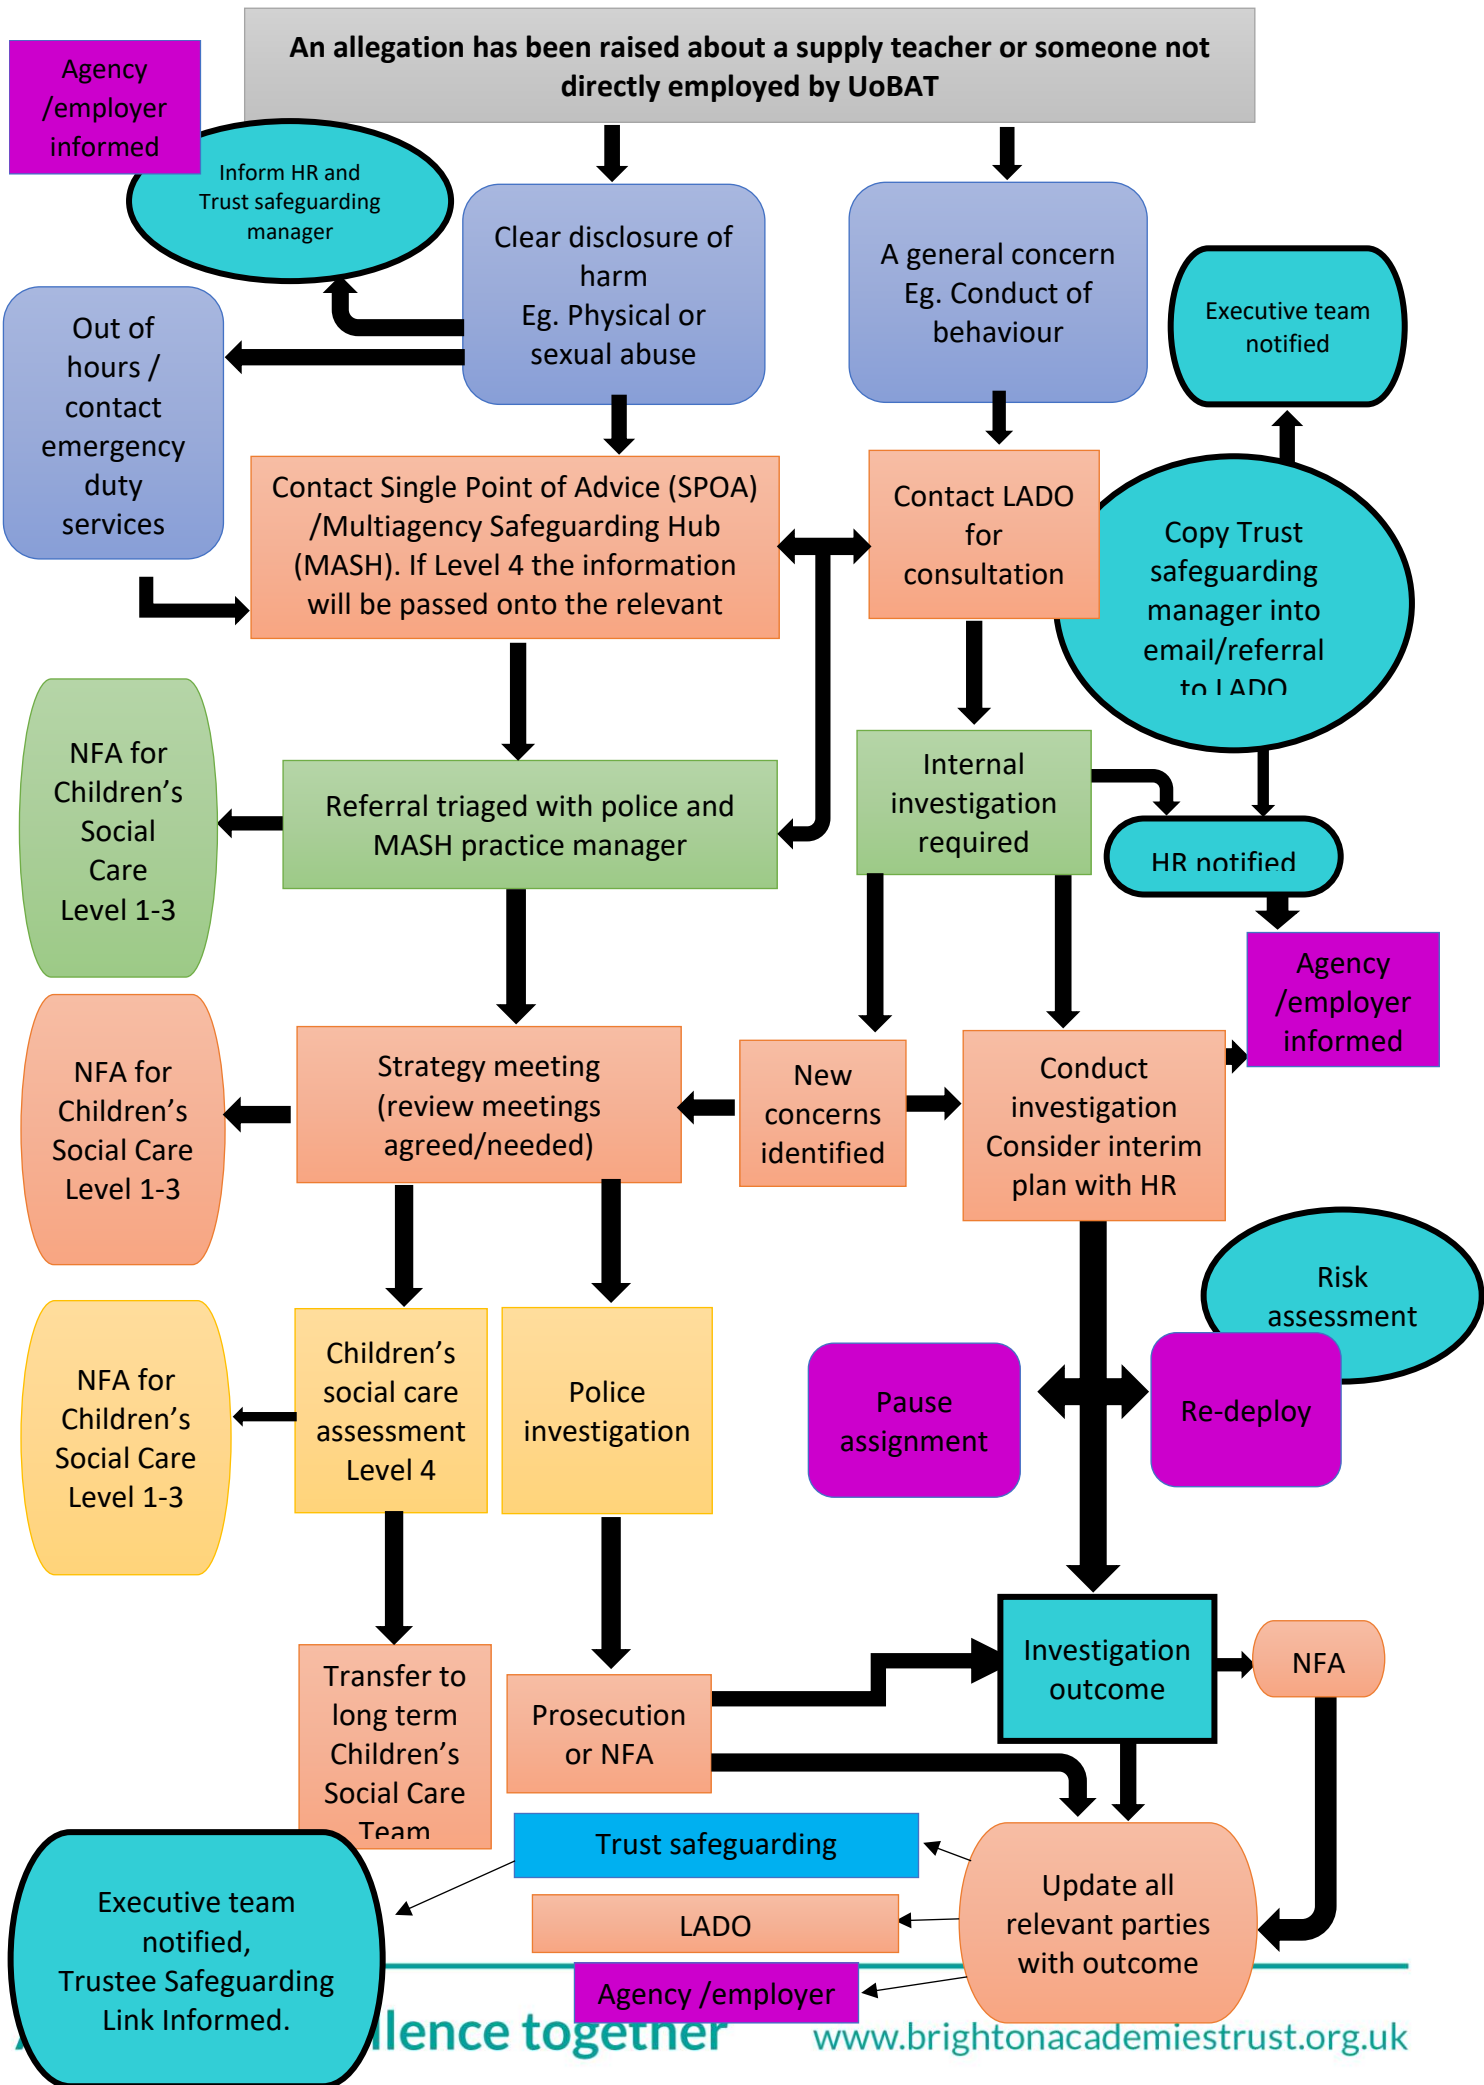 An allegation has been raised about a supply teacher or someone not
directly employed by UoBAT
Agency
/employer
informed
Inform HR and
Trust safeguarding
manager
Clear disclosure of
harm
Eg. Physical or
sexual abuse
A general concern
Eg. Conduct of
behaviour
Executive team
notified
Out of
hours /
contact
emergency
duty
services
Contact Single Point of Advice (SPOA)
/Multiagency Safeguarding Hub
(MASH). If Level 4 the information
will be passed onto the relevant
Contact LADO
for
consultation
Copy Trust
safeguarding
manager into
email/referral
to LADO
NFA for
Children's
Social
Care
Level 1-3
Referral triaged with police and
MASH practice manager
Internal
investigation
required
HR notified
Agency
/employer
informed
NFA for
Children's
Social Care
Level 1-3
Strategy meeting
(review meetings
agreed/needed)
New
concerns
identified
Conduct
investigation
Consider interim
plan with HR
Risk
assessment
NFA for
Children's
Social Care
Level 1-3
Children's
social care
assessment
Level 4
Police
investigation
Pause
assignment
Re-deploy
Transfer to
long term
Children's
Social Care
Team
Prosecution
or NFA
Investigation
outcome
NFA
Trust safeguarding
LADO
Agency /employer
Update all
relevant parties
with outcome
Executive team
notified,
Trustee Safeguarding
Link Informed.
llence together
www.brightonacademiestrust.org.uk